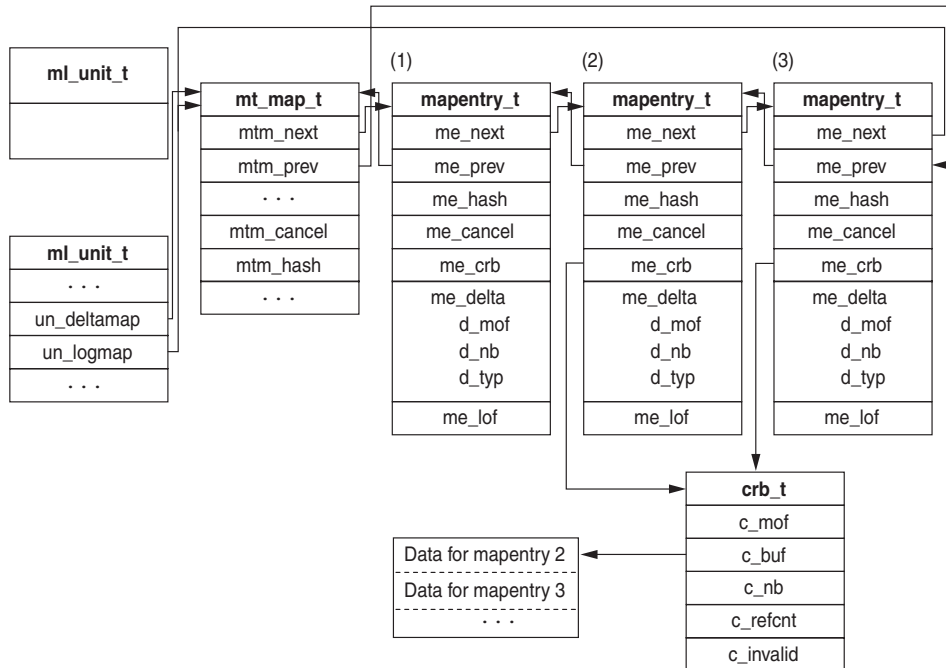 ml_unit_t
ml_unit_t
. . .
un_deltamap
un_logmap
. . .
mt_map_t
mtm_next
mtm_prev
. . .
mtm_cancel
mtm_hash
. . .
(1)
mapentry_t
me_next
me_prev
me_hash
me_cancel
me_crb
me_delta
d_mof
d_nb
d_typ
me_lof
(2)
mapentry_t
me_next
me_prev
me_hash
me_cancel
me_crb
me_delta
d_mof
d_nb
d_typ
me_lof
(3)
mapentry_t
me_next
me_prev
me_hash
me_cancel
me_crb
me_delta
d_mof
d_nb
d_typ
me_lof
crb_t
c_mof
c_buf
c_nb
c_refcnt
c_invalid
Data for mapentry 2
Data for mapentry 3
. . .